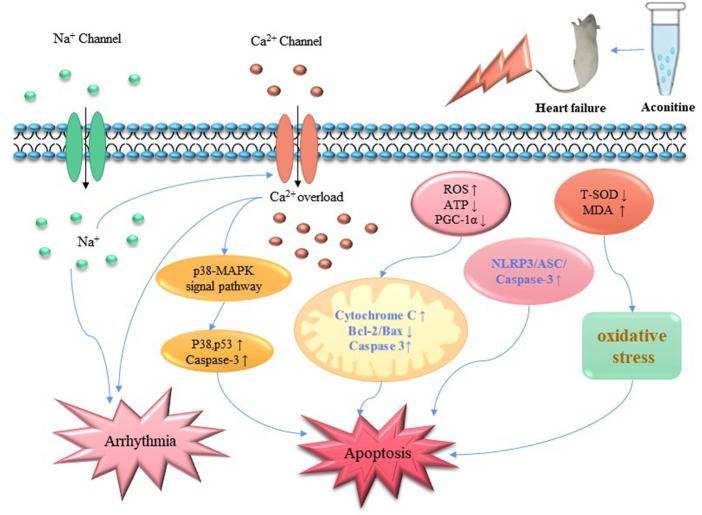 Na⁺ Channel
Ca²⁺ Channel
Heart failure
Aconitine
Ca²⁺ overload
ROS↑
ATP↓
PGC-1α↓
T-SOD↓
MDA ↑
Na⁺
p38-MAPK
signal pathway
NLRP3/ASC/
Caspase-3↑
Cytochrome C↑
Bcl-2/Bax ↓
Caspase 3↑
P38,p53 ↑
Caspase-3 ↑
oxidative
stress
Arrhythmia
Apoptosis